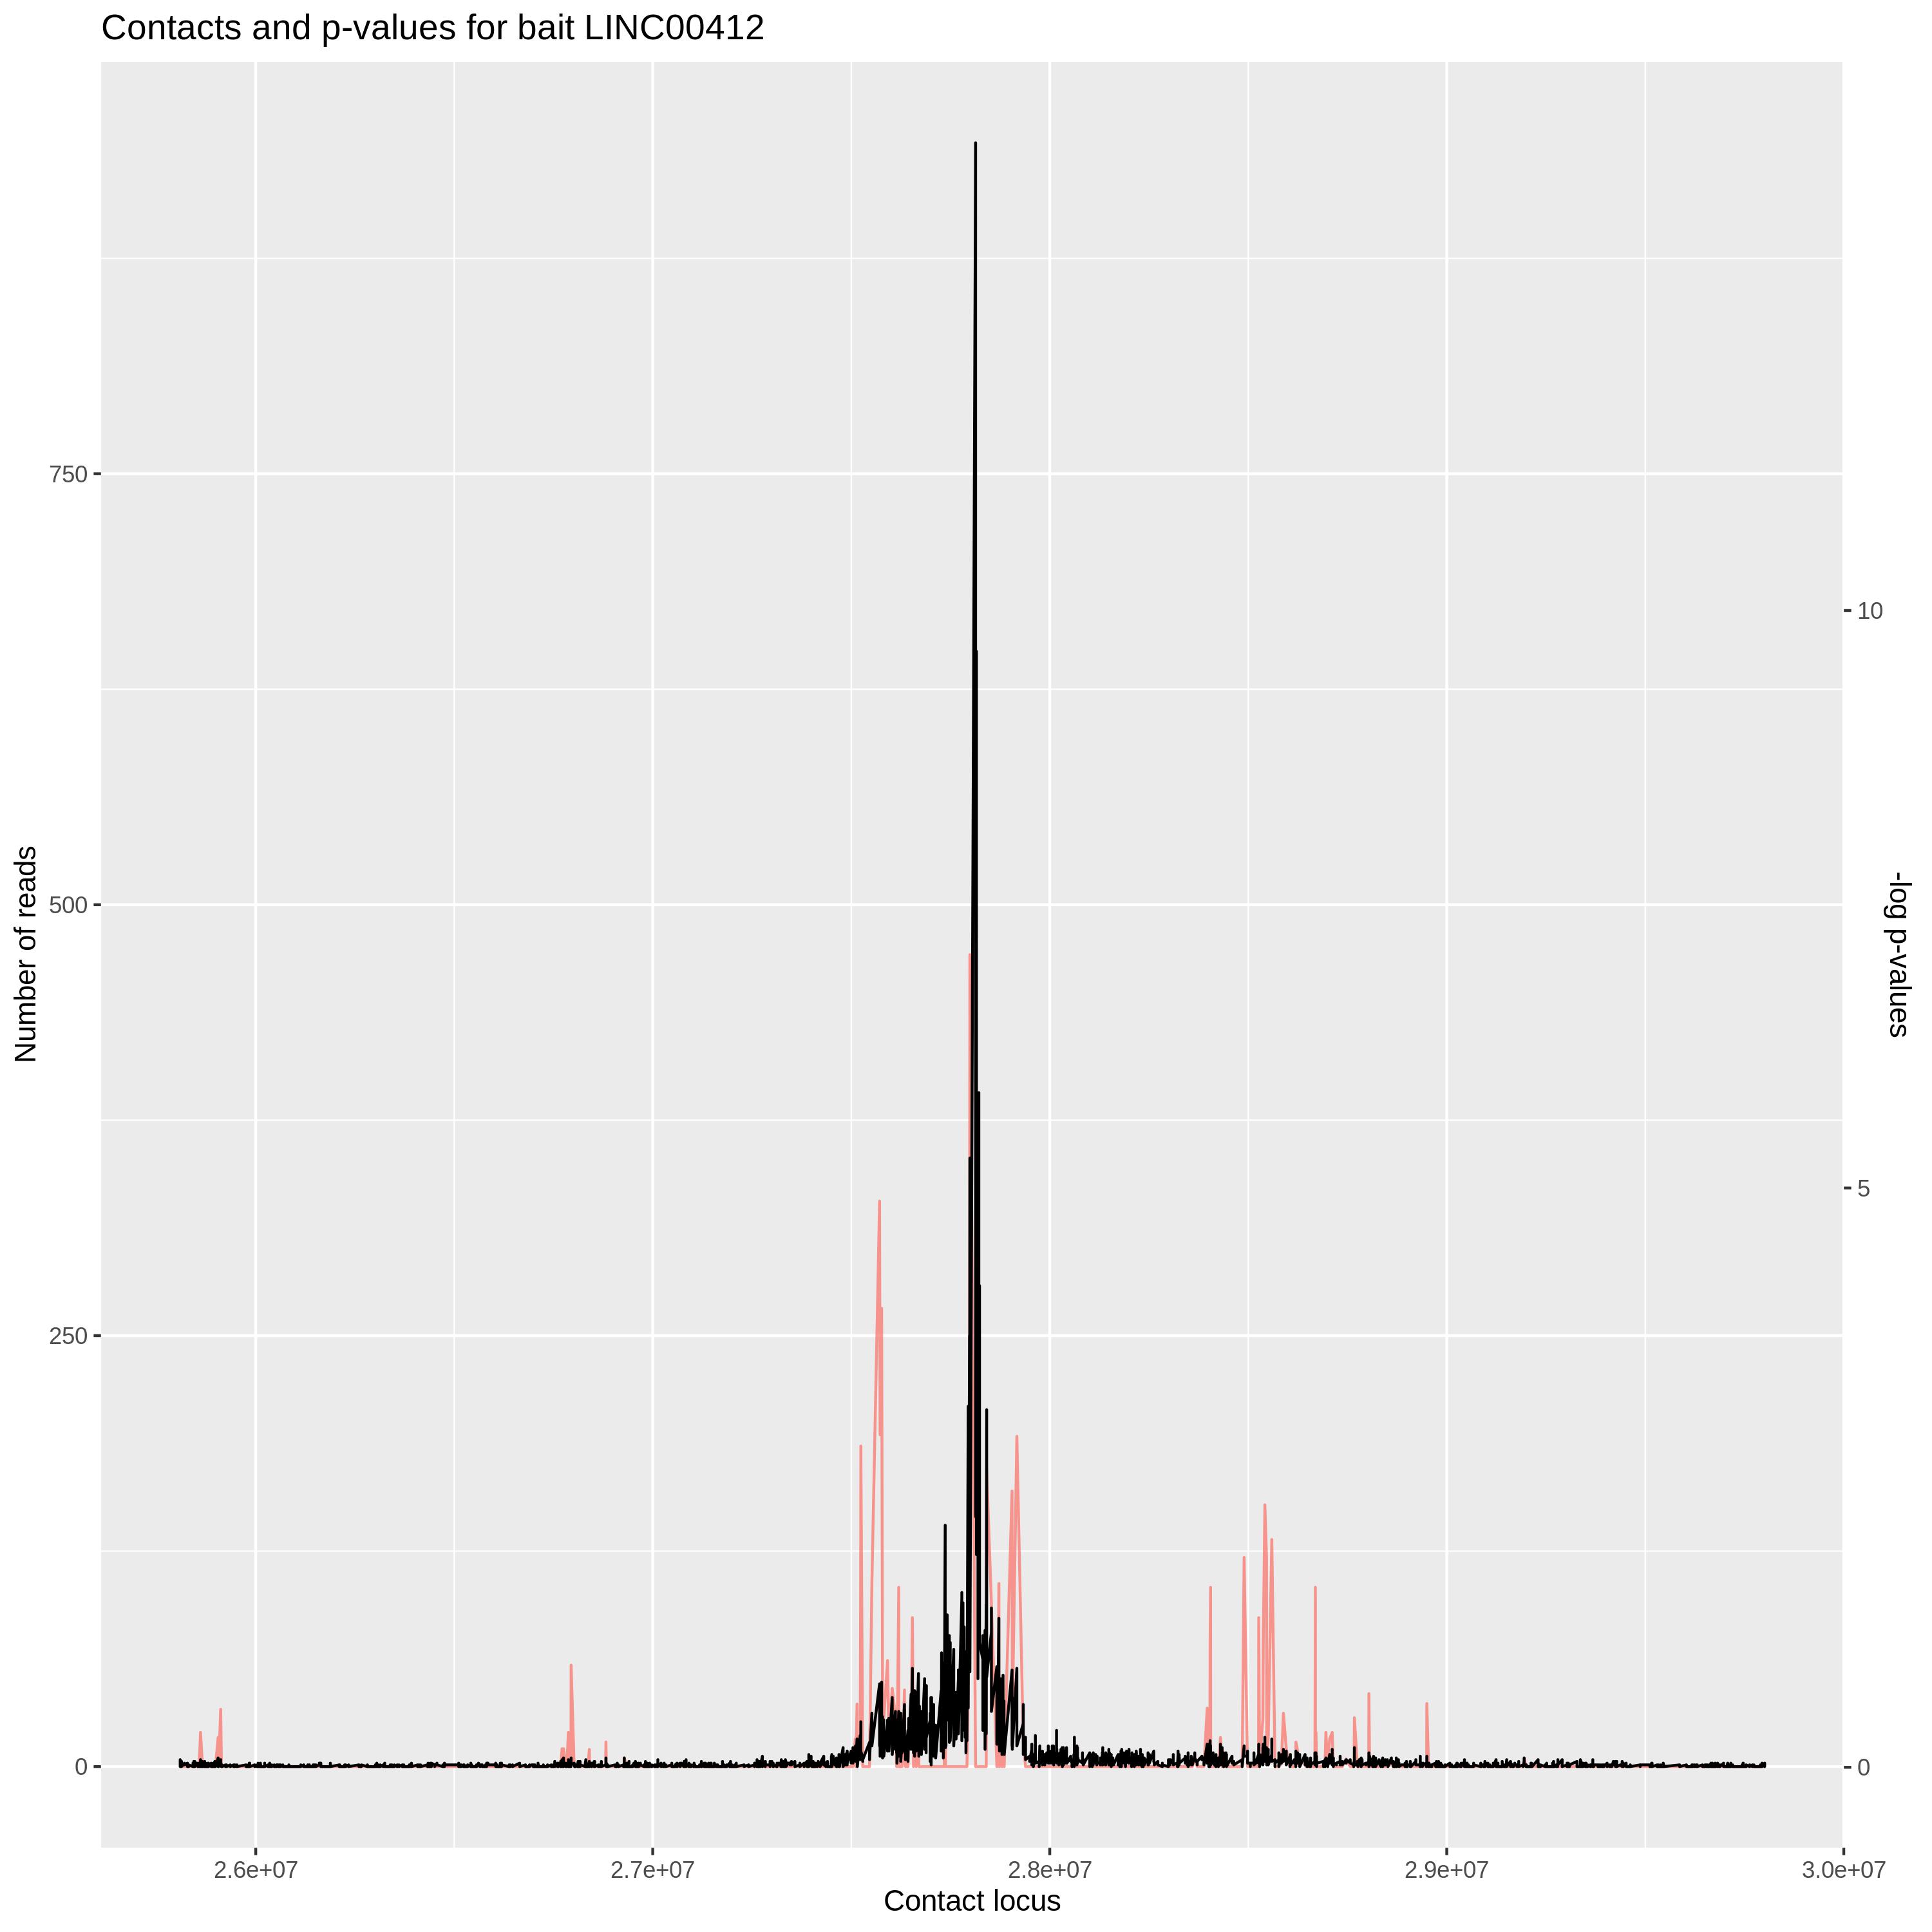 Contacts and p-values for bait LINC00412
Number of reads
750
500
250
0
10
5
0
-log p-values
2.6e+07
2.7e+07
2.8e+07
2.9e+07
3.0e+07
Contact locus